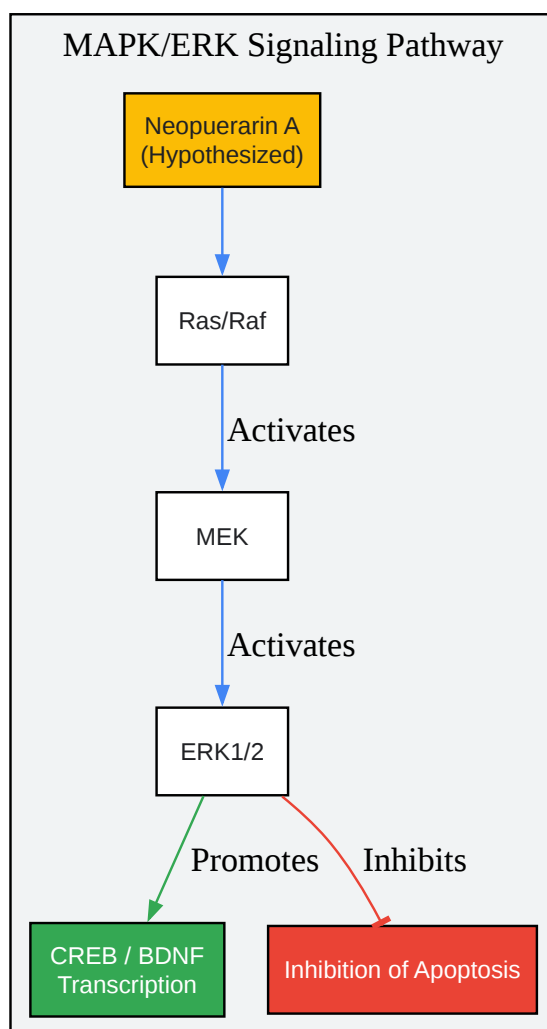 MAPK/ERK Signaling Pathway
Neopuerarin A
(Hypothesized)
Ras/Raf
Activates
MEK
Activates
ERK1/2
Promotes
Inhibits
CREB / BDNF
Transcription
Inhibition of Apoptosis